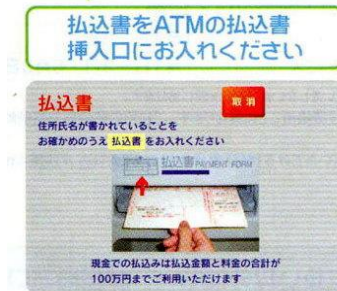 払込書をATMの払込書
挿入口にお入れください
払込書
取消
住所氏名が書かれていることを
お確かめのうえ 払込書 をお入れください
払込書 PAYMENT FORM
現金での払込みは払込金額と料金の合計が
100万円までご利用いただけます